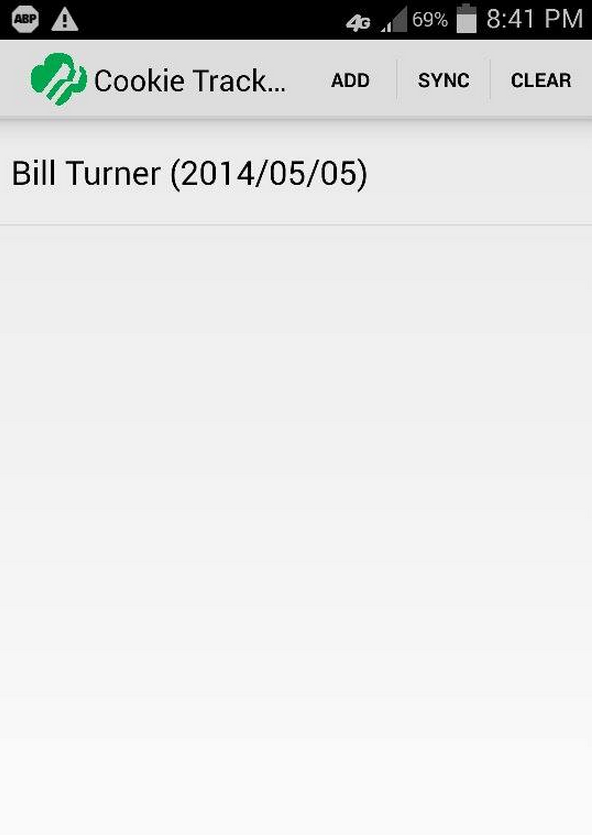 ABP 4G 69% 8:41 PM
Cookie Track... ADD SYNC CLEAR
Bill Turner (2014/05/05)